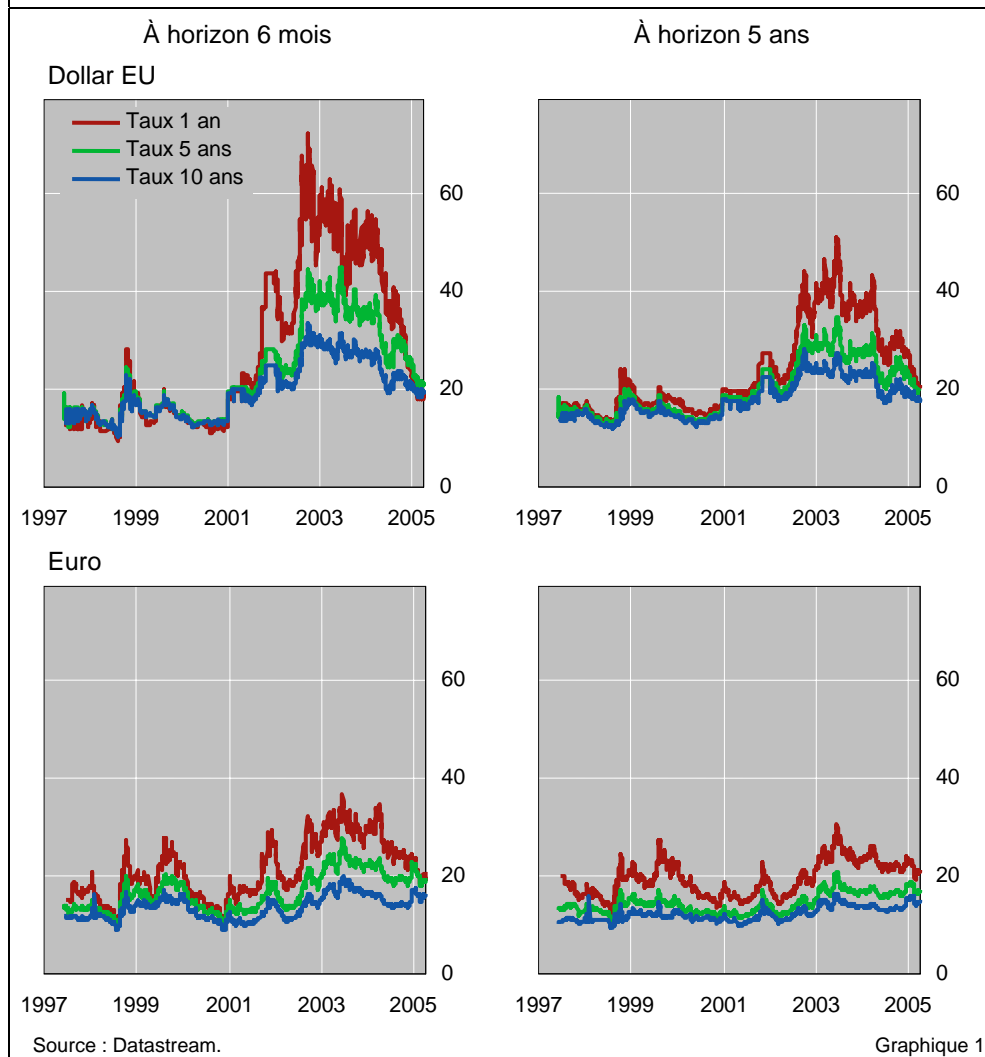 À horizon 6 mois
À horizon 5 ans
Dollar EU
Taux 1 an
Taux 5 ans
Taux 10 ans
60
40
20
0
1997 1999 2001 2003 2005
60
40
20
0
1997 1999 2001 2003 2005
Euro
60
40
20
0
1997 1999 2001 2003 2005
60
40
20
0
1997 1999 2001 2003 2005
Source : Datastream.
Graphique 1